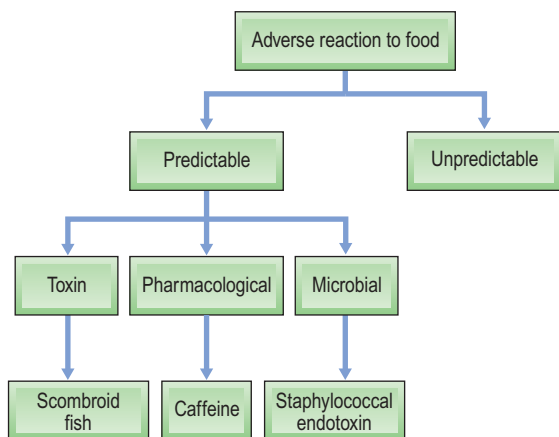 Adverse reaction to food
Predictable
Unpredictable
Toxin
Pharmacological
Microbial
Scombroid
fish
Caffeine
Staphylococcal
endotoxin